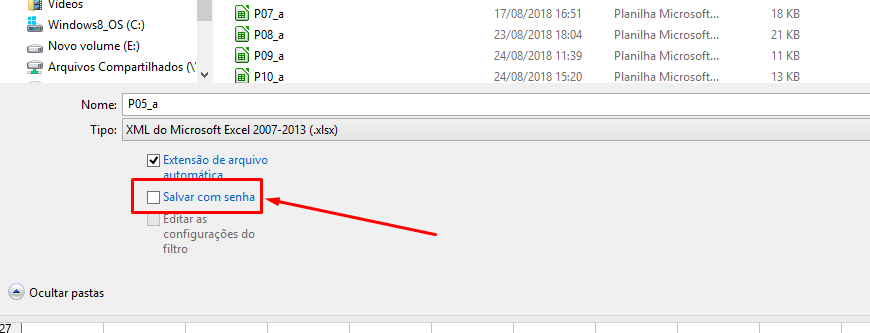 Vídeos
Windows8_OS (C:)
Novo volume (E:)
Arquivos Compartilhados (\\
P07_a 17/08/2018 16:51 Planilha Microsoft... 18 KB
P08_a 23/08/2018 18:04 Planilha Microsoft... 21 KB
P09_a 24/08/2018 11:39 Planilha Microsoft... 11 KB
P10_a 24/08/2018 15:20 Planilha Microsoft... 13 KB
Nome: P05_a
Tipo: XML do Microsoft Excel 2007-2013 (.xlsx)
Extensão de arquivo
automática
Salvar com senha
Editar as
configurações do
filtro
Ocultar pastas
27